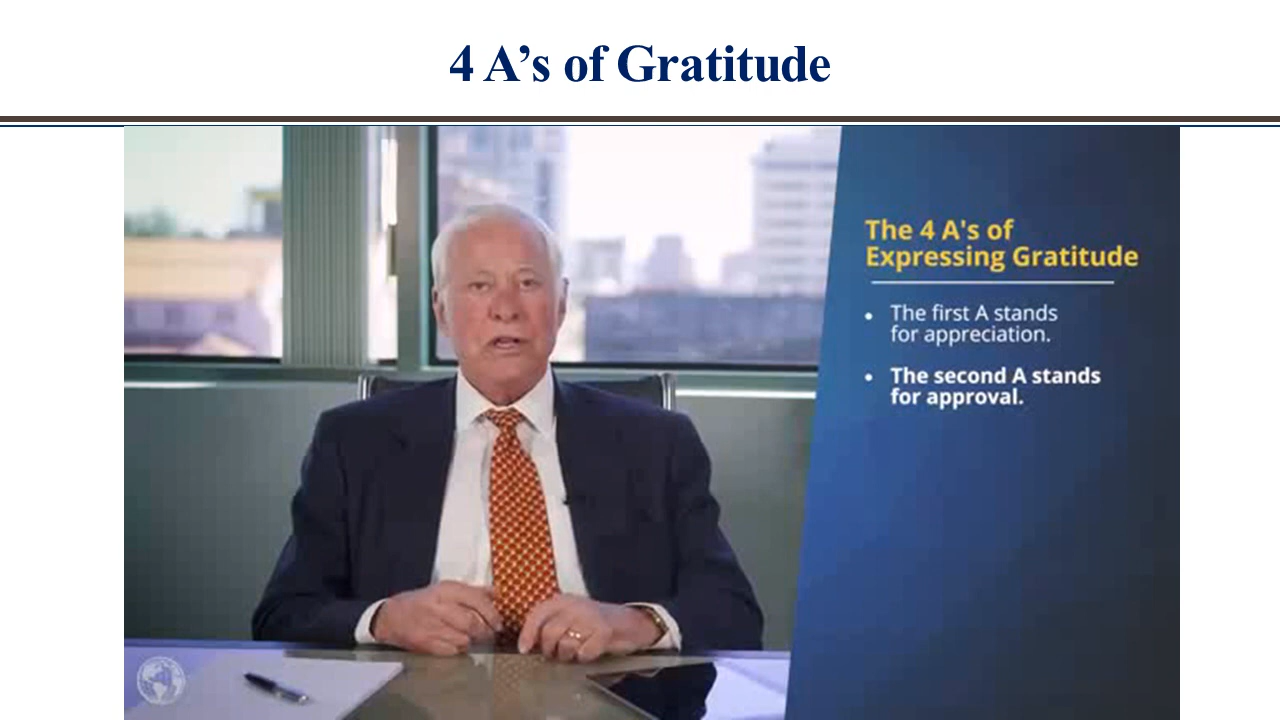 4 A’s of Gratitude
The 4 A's of
Expressing Gratitude
• The first A stands
for appreciation.
• The second A stands
for approval.